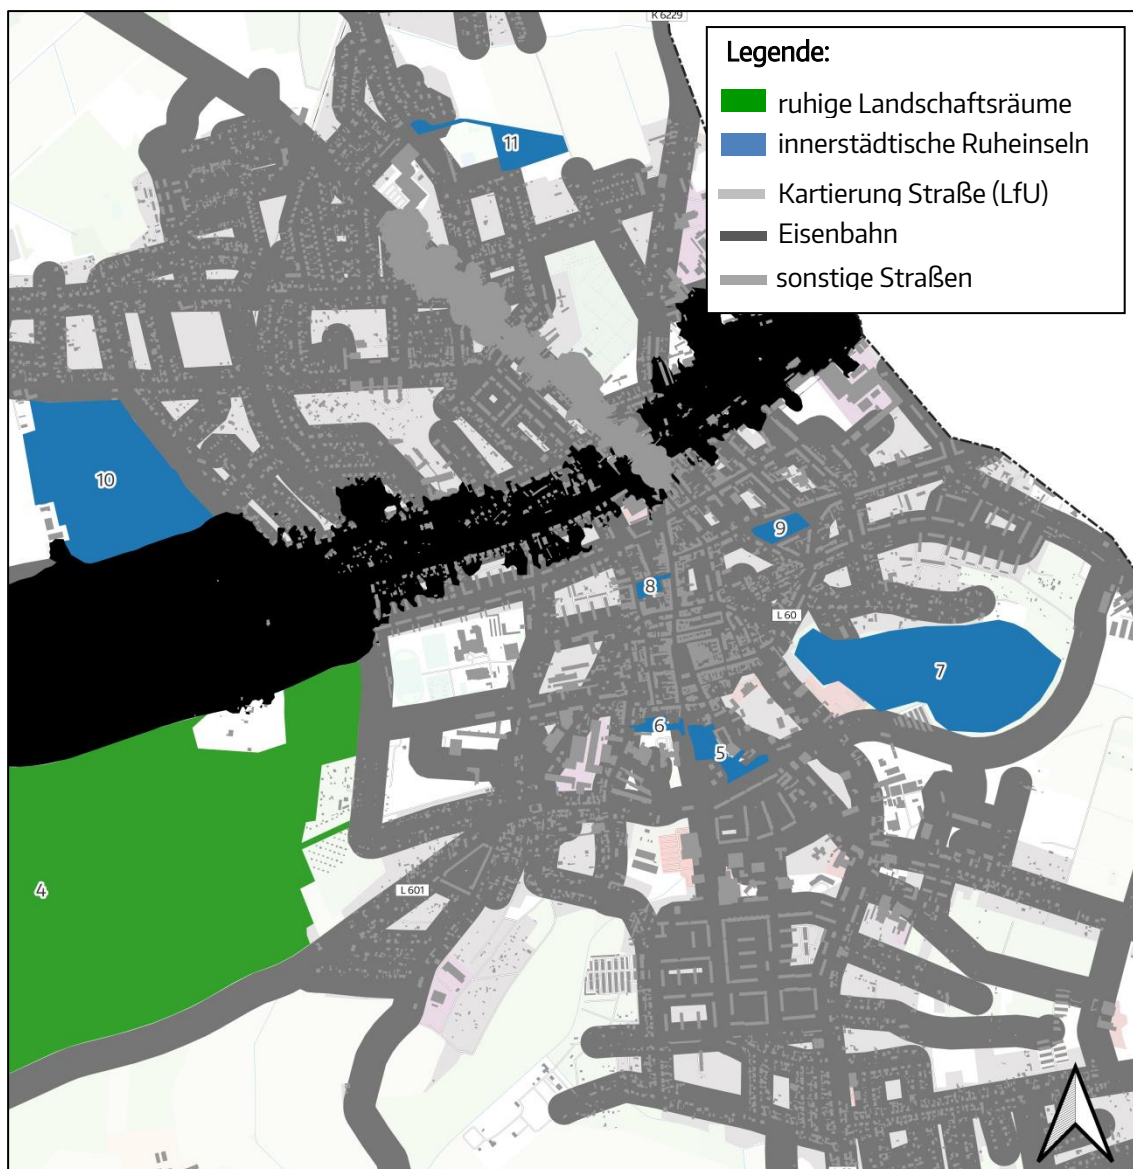 K 6229
Legende:
ruhige Landschaftsräume
innerstädtische Ruheinseln
Kartierung Straße (LfU)
Eisenbahn
sonstige Straßen
11
10
9
8
L 60
7
6
5
4
L 601